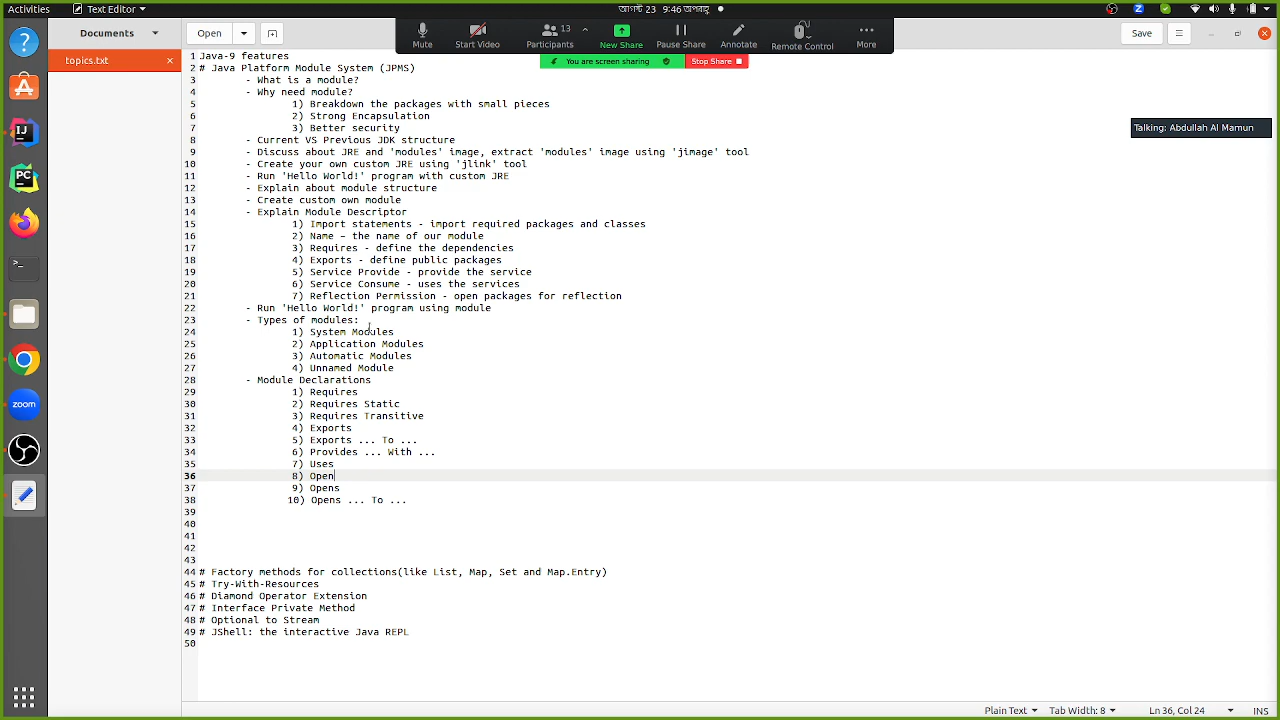 Activities
Text Editor
আগস্ট 23 9:46 অপরাহ্ণ
Documents
Open
Mute
Start Video
Participants
13
New Share
Pause Share
Annotate
Remote Control
More
Save
topics.txt
You are screen sharing
Stop Share
Talking: Abdullah Al Mamun
1 Java-9 features
2 # Java Platform Module System (JPMS)
3 - What is a module?
4 - Why need module?
5 1) Breakdown the packages with small pieces
6 2) Strong Encapsulation
7 3) Better security
8 - Current VS Previous JDK structure
9 - Discuss about JRE and 'modules' image, extract 'modules' image using 'jimage' tool
10 - Create your own custom JRE using 'jlink' tool
11 - Run 'Hello World!' program with custom JRE
12 - Explain about module structure
13 - Create custom own module
14 - Explain Module Descriptor
15 1) Import statements - import required packages and classes
16 2) Name – the name of our module
17 3) Requires - define the dependencies
18 4) Exports - define public packages
19 5) Service Provide - provide the service
20 6) Service Consume - uses the services
21 7) Reflection Permission - open packages for reflection
22 - Run 'Hello World!' program using module
23 - Types of modules:
24 1) System Modules
25 2) Application Modules
26 3) Automatic Modules
27 4) Unnamed Module
28 - Module Declarations
29 1) Requires
30 2) Requires Static
31 3) Requires Transitive
32 4) Exports
33 5) Exports ... To ...
34 6) Provides ... With ...
35 7) Uses
36 8) Open
37 9) Opens
38 10) Opens ... To ...
39
40
41
42
43
44 # Factory methods for collections(like List, Map, Set and Map.Entry)
45 # Try-With-Resources
46 # Diamond Operator Extension
47 # Interface Private Method
48 # Optional to Stream
49 # JShell: the interactive Java REPL
50
zoom
Plain Text
Tab Width: 8
Ln 36, Col 24
INS